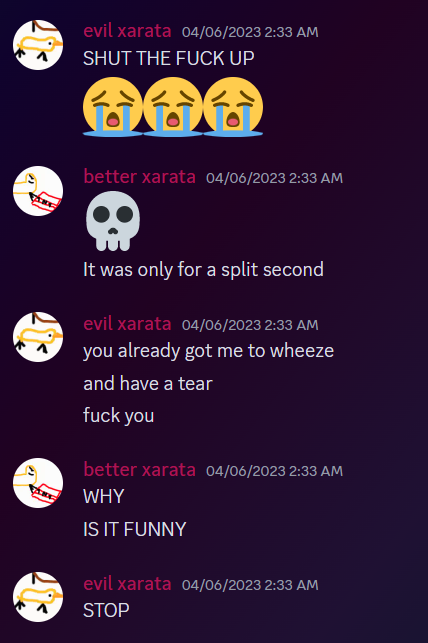 evil xarata 04/06/2023 2:33 AM
SHUT THE FUCK UP
better xarata 04/06/2023 2:33 AM
It was only for a split second
evil xarata 04/06/2023 2:33 AM
you already got me to wheeze
and have a tear
fuck you
better xarata 04/06/2023 2:33 AM
WHY
IS IT FUNNY
evil xarata 04/06/2023 2:33 AM
STOP